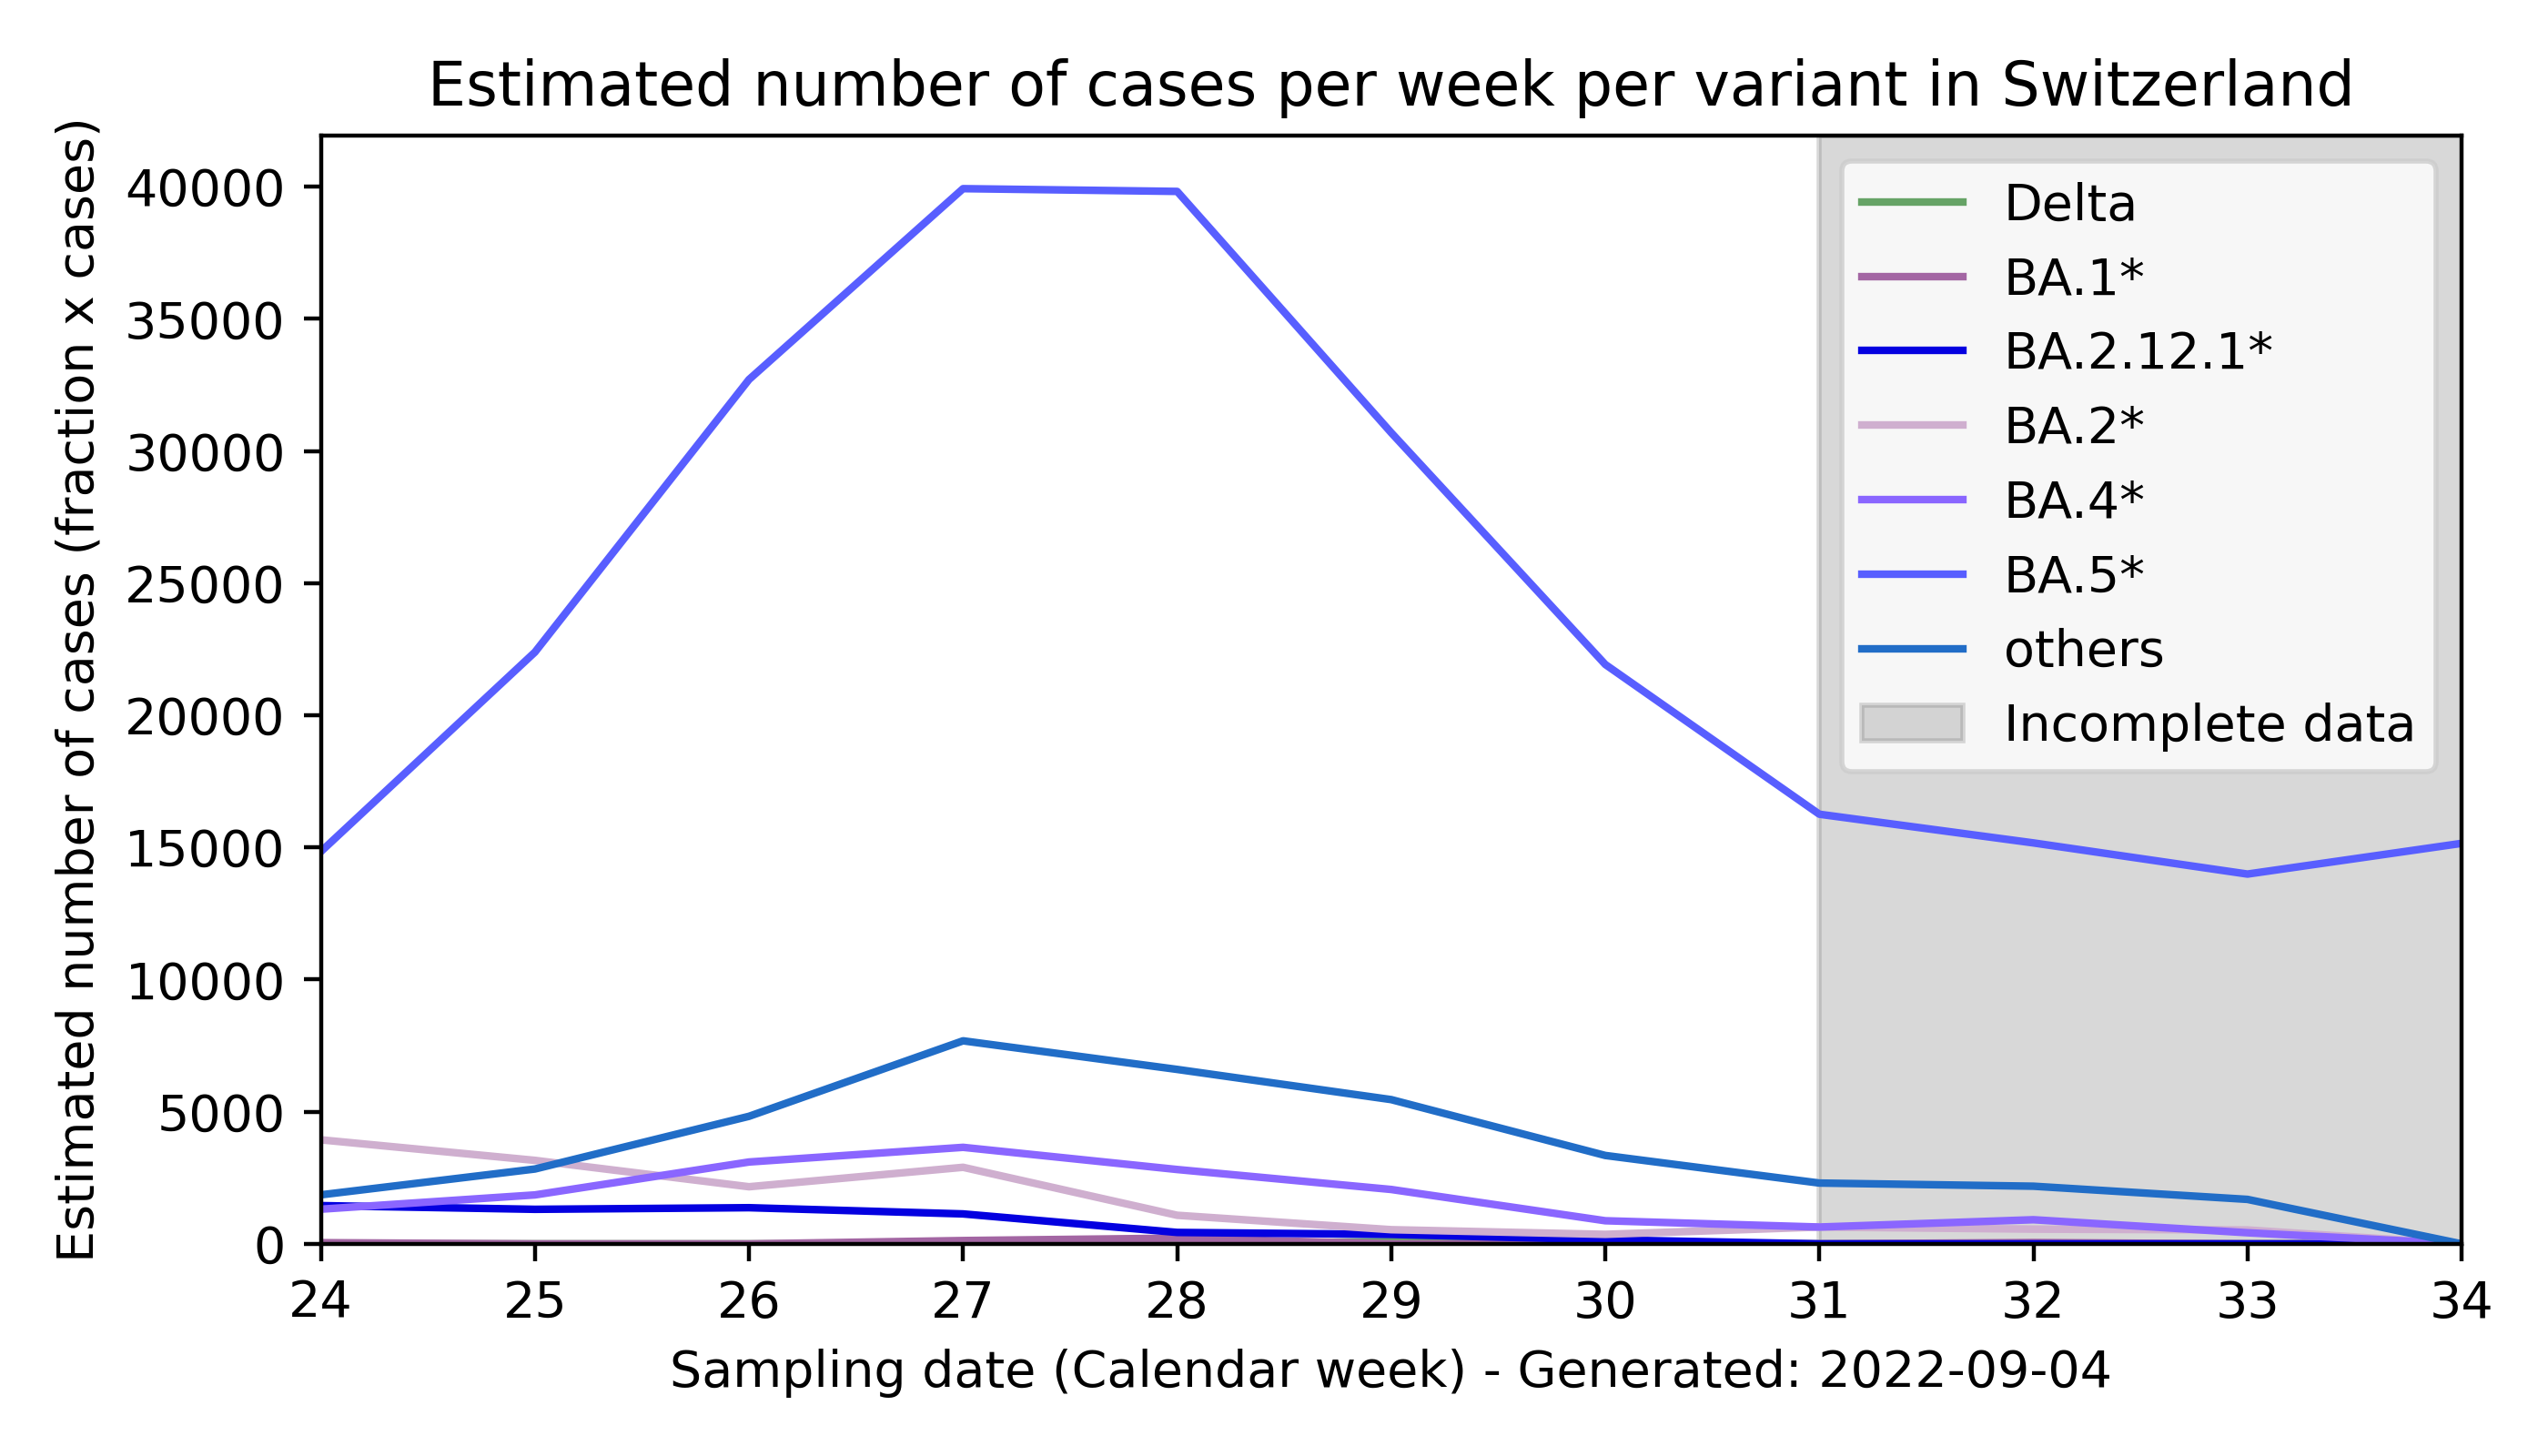 Estimated number of cases per week per variant in Switzerland
Estimated number of cases (fraction x cases)
40000
35000
30000
25000
20000
15000
10000
5000
0
Delta
BA.1*
BA.2.12.1*
BA.2*
BA.4*
BA.5*
others
Incomplete data
24 25 26 27 28 29 30 31 32 33 34
Sampling date (Calendar week) - Generated: 2022-09-04